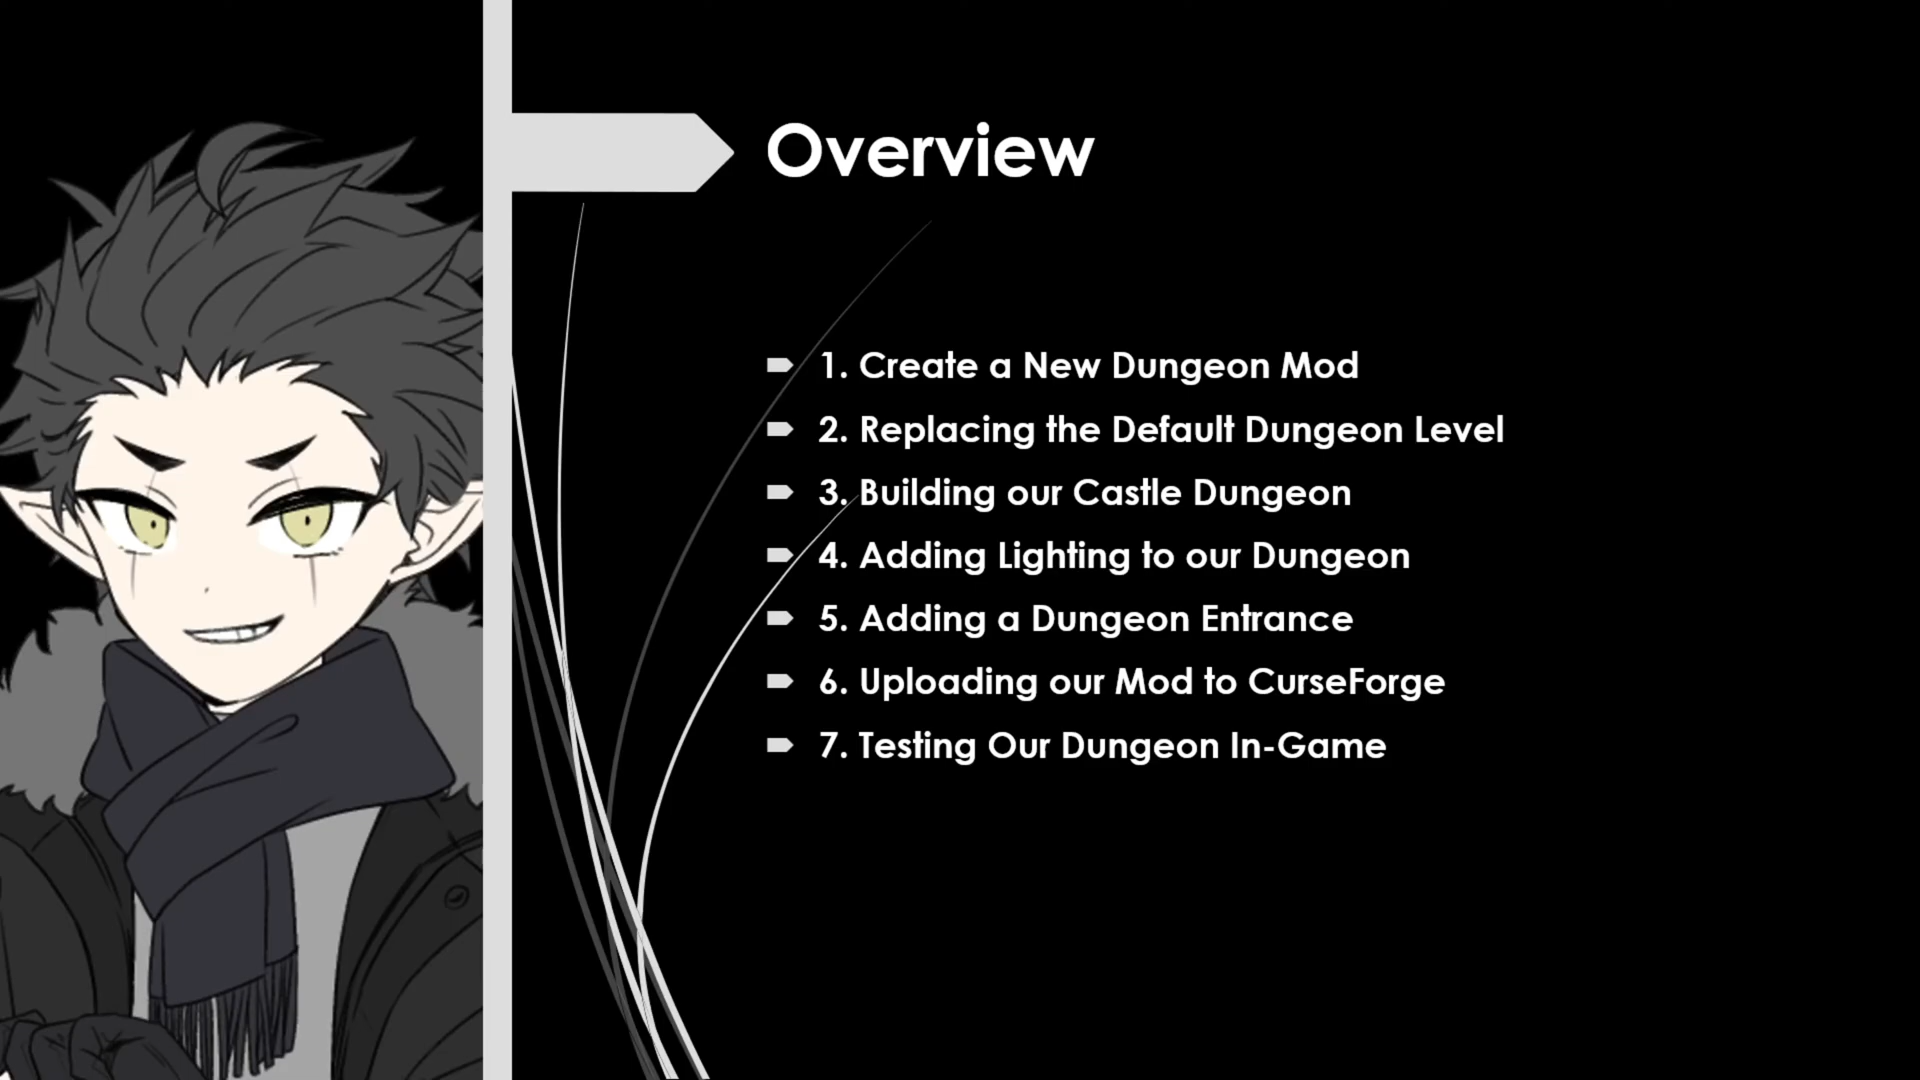 Overview
1. Create a New Dungeon Mod
2. Replacing the Default Dungeon Level
3. Building our Castle Dungeon
4. Adding Lighting to our Dungeon
5. Adding a Dungeon Entrance
6. Uploading our Mod to CurseForge
7. Testing Our Dungeon In-Game